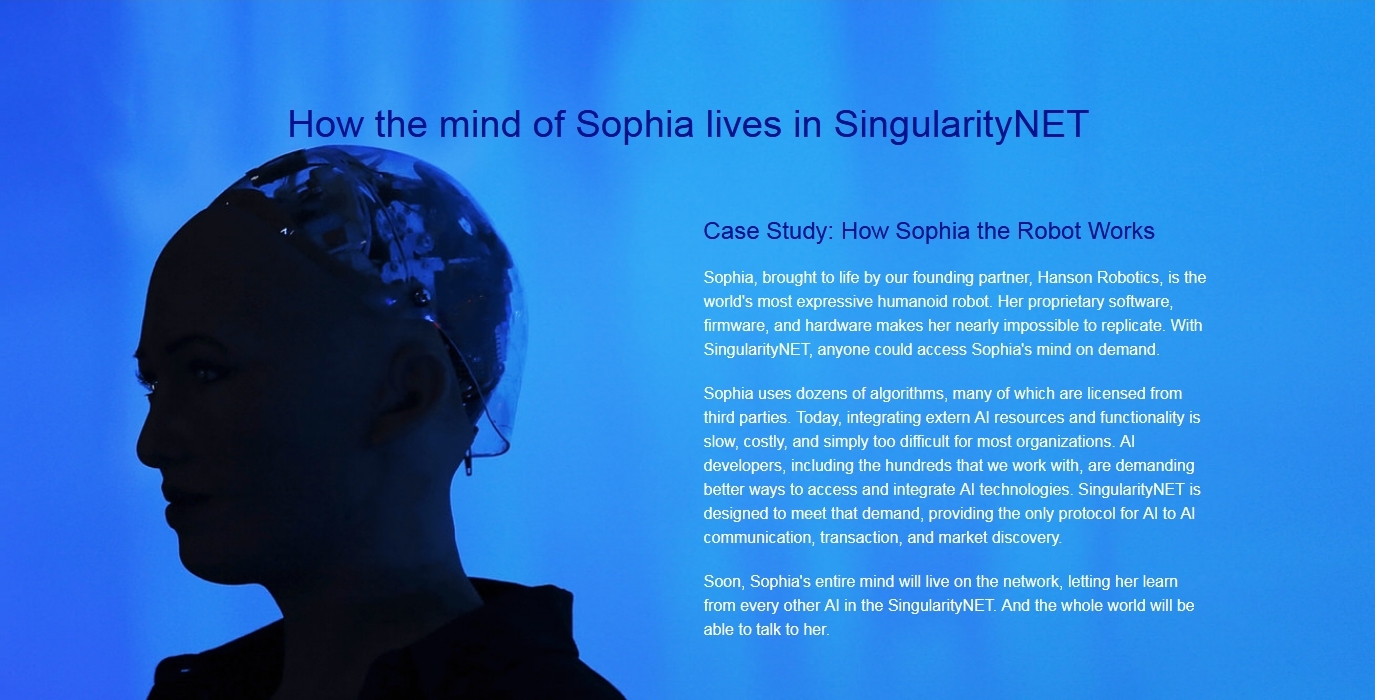 How the mind of Sophia lives in SingularityNET
Case Study: How Sophia the Robot Works
Sophia, brought to life by our founding partner, Hanson Robotics, is the
world's most expressive humanoid robot. Her proprietary software,
firmware, and hardware makes her nearly impossible to replicate. With
SingularityNET, anyone could access Sophia's mind on demand.
Sophia uses dozens of algorithms, many of which are licensed from
third parties. Today, integrating extern AI resources and functionality is
slow, costly, and simply too difficult for most organizations. AI
developers, including the hundreds that we work with, are demanding
better ways to access and integrate AI technologies. SingularityNET is
designed to meet that demand, providing the only protocol for AI to AI
communication, transaction, and market discovery.
Soon, Sophia's entire mind will live on the network, letting her learn
from every other AI in the SingularityNET. And the whole world will be
able to talk to her.